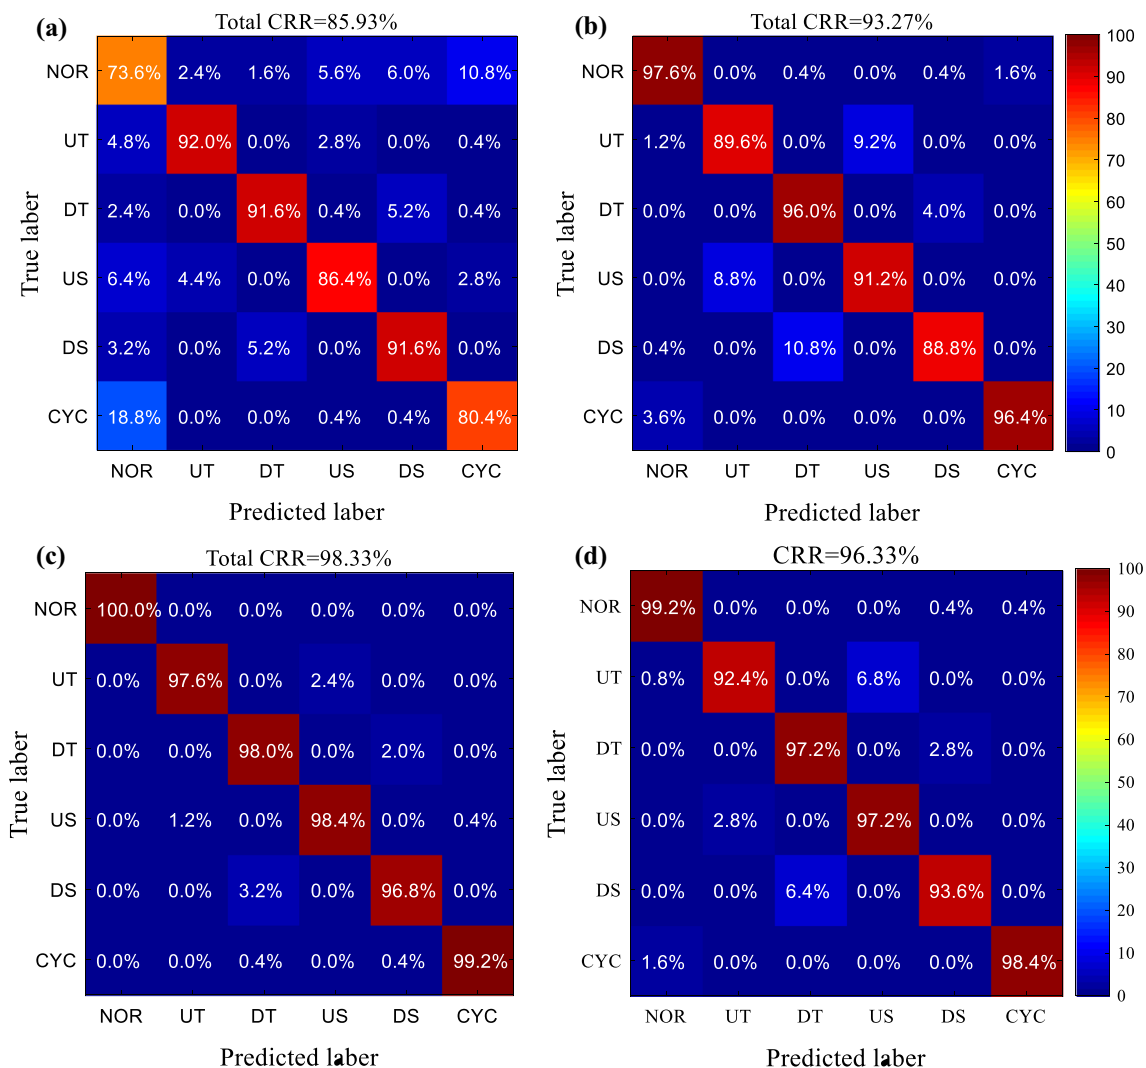 (a) Total CRR=85.93%
NOR 73.6% 2.4% 1.6% 5.6% 6.0% 10.8%
UT 4.8% 92.0% 0.0% 2.8% 0.0% 0.4%
DT 2.4% 0.0% 91.6% 0.4% 5.2% 0.4%
US 6.4% 4.4% 0.0% 86.4% 0.0% 2.8%
DS 3.2% 0.0% 5.2% 91.6% 0.0%
CYC 18.8% 0.0% 0.0% 0.4% 0.4% 80.4%
NOR UT DT US DS CYC
True laber
Predicted laber
(b) Total CRR=93.27%
NOR 97.6% 0.0% 0.4% 0.0% 0.4% 1.6%
UT 1.2% 89.6% 0.0% 9.2% 0.0% 0.0%
DT 0.0% 0.0% 96.0% 0.0% 4.0% 0.0%
US 0.0% 8.8% 0.0% 91.2% 0.0% 0.0%
DS 0.4% 0.0% 10.8% 0.0% 88.8% 0.0%
CYC 3.6% 0.0% 0.0% 0.0% 0.0% 96.4%
NOR UT DT US DS CYC
True laber
Predicted laber
100
90
80
70
60
50
40
30
20
10
0
(c) Total CRR=98.33%
NOR 100.0% 0.0% 0.0% 0.0% 0.0% 0.0%
UT 0.0% 97.6% 0.0% 2.4% 0.0% 0.0%
DT 0.0% 0.0% 98.0% 0.0% 2.0% 0.0%
US 0.0% 1.2% 0.0% 98.4% 0.0% 0.4%
DS 0.0% 0.0% 3.2% 0.0% 96.8% 0.0%
CYC 0.0% 0.0% 0.4% 0.0% 0.4% 99.2%
NOR UT DT US DS CYC
True laber
Predicted laber
(d) CRR=96.33%
NOR 99.2% 0.0% 0.0% 0.0% 0.4% 0.4%
UT 0.8% 92.4% 0.0% 6.8% 0.0% 0.0%
DT 0.0% 0.0% 97.2% 0.0% 2.8% 0.0%
US 0.0% 2.8% 0.0% 97.2% 0.0% 0.0%
DS 0.0% 0.0% 6.4% 0.0% 93.6% 0.0%
CYC 1.6% 0.0% 0.0% 0.0% 0.0% 98.4%
NOR UT DT US DS CYC
True laber
Predicted laber
100
90
80
70
60
50
40
30
20
10
0